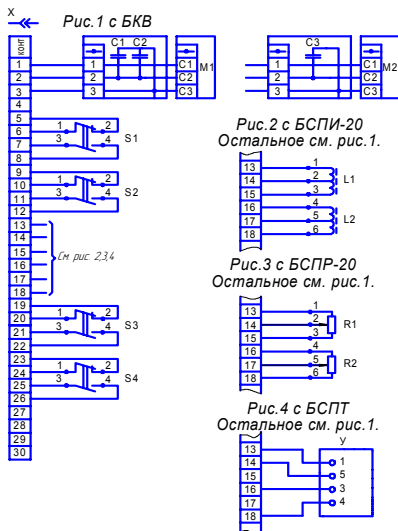 X
Рис.1 с БКВ
КОНТ
1
2
3
4
5
6
7
8
9
10
11
12
13
14
15
16
17
18
19
20
21
22
23
24
25
26
27
28
29
30
C1 C2
1
2
3
C1
C2
C3
M1
C3
1
2
3
C1
C2
C3
M2
1 2
3 4
S1
1 2
3 4
S2
См. рис 2,3,4
1 2
3 4
S3
1 2
3 4
S4
Рис.2 с БСПИ-20
Остальное см. рис.1.
13 1
14 2
15 3
16 4
17 5
18 6
L1
L2
Рис.3 с БСПР-20
Остальное см. рис.1.
13 1
14 2
15 3
16 4
17 5
18 6
R1
R2
Рис.4 с БСПТ
Остальное см. рис.1.
У
13
14
15
16
17
18
1
5
3
4